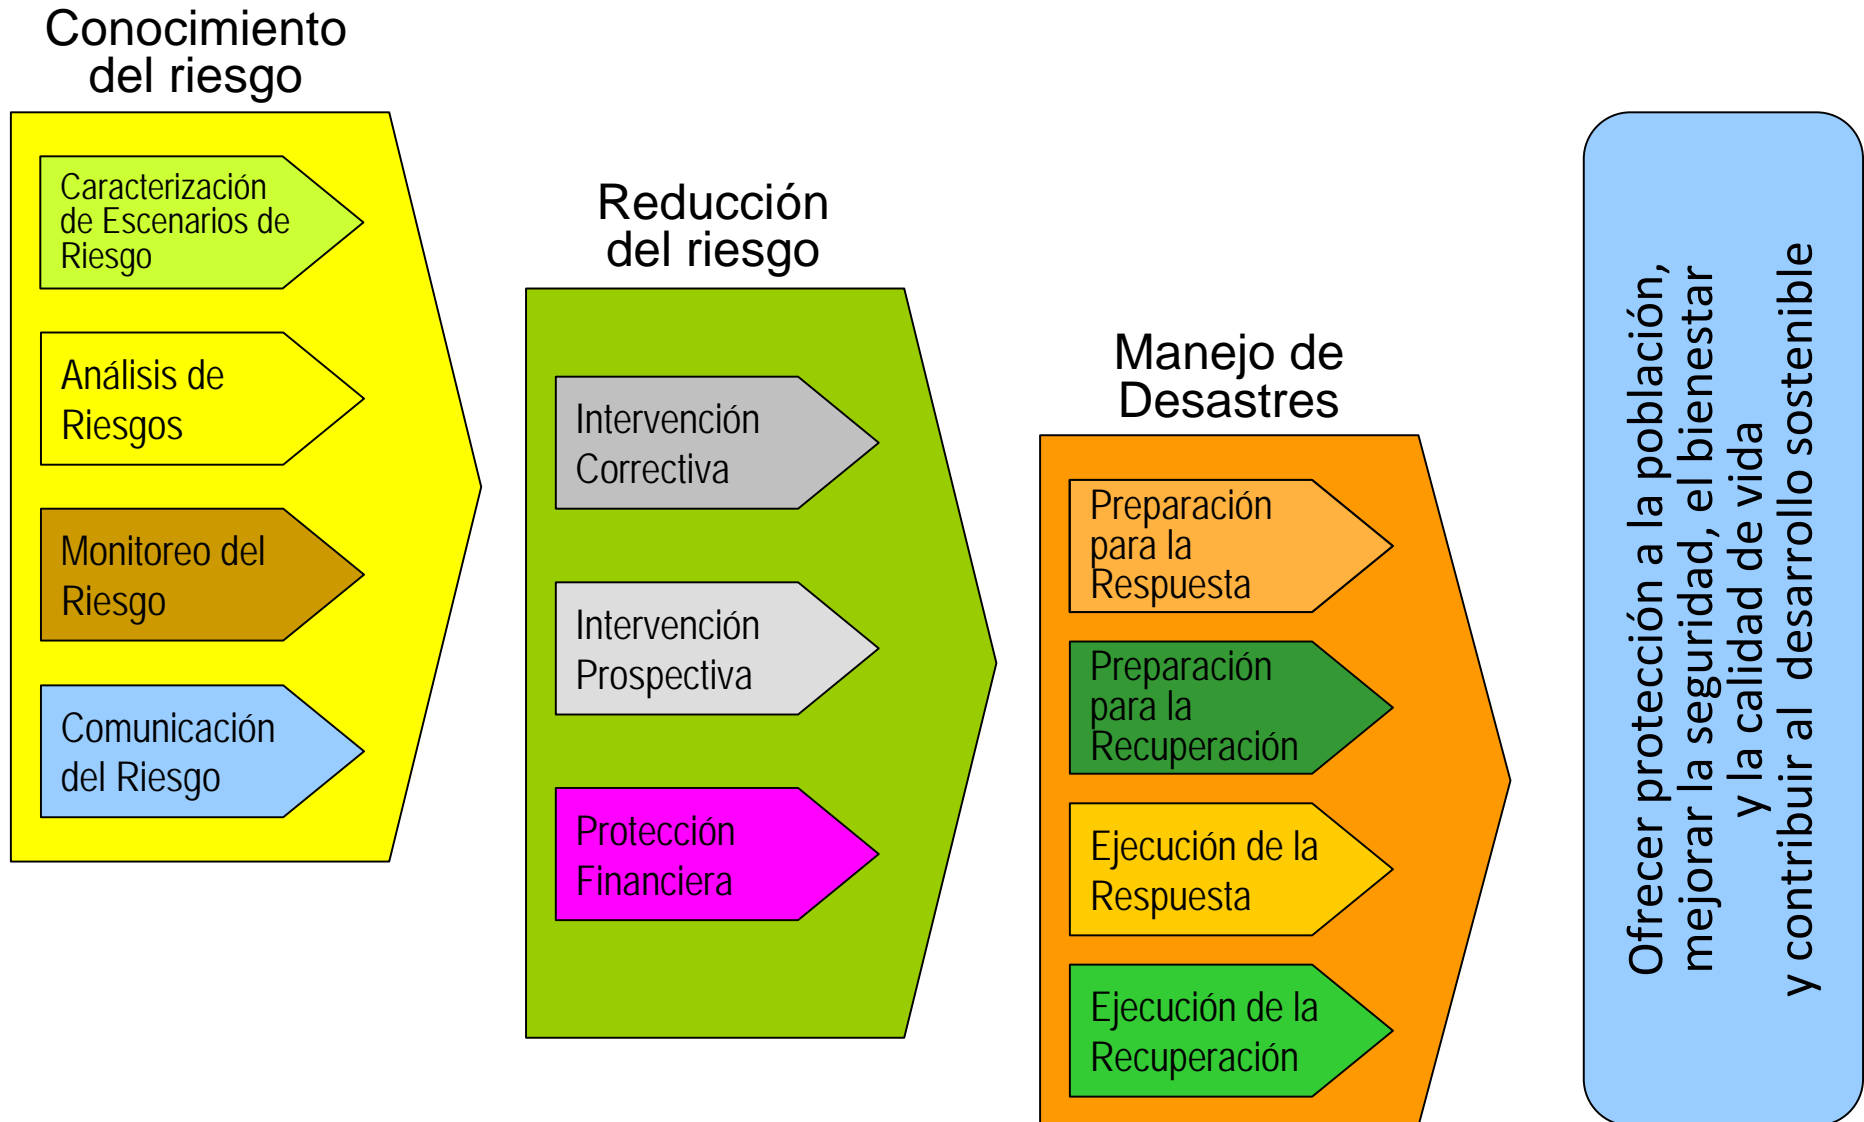 Conocimiento
del riesgo
Caracterización
de Escenarios de
Riesgo
Análisis de
Riesgos
Monitoreo del
Riesgo
Comunicación
del Riesgo
Reducción
del riesgo
Intervención
Correctiva
Intervención
Prospectiva
Protección
Financiera
Manejo de
Desastres
Preparación
para la
Respuesta
Preparación
para la
Recuperación
Ejecución de la
Respuesta
Ejecución de la
Recuperación
Ofrecer protección a la población,
mejorar la seguridad, el bienestar
y la calidad de vida
y contribuir al desarrollo sostenible